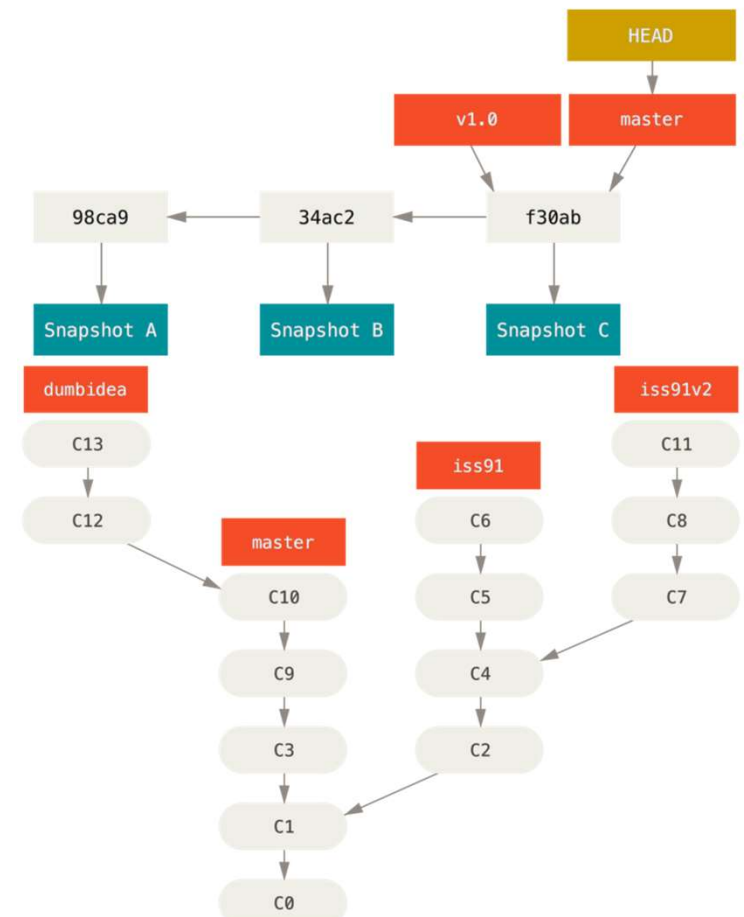 HEAD
v1.0 master
98ca9 34ac2 f30ab
Snapshot A Snapshot B Snapshot C
dumbidea iss91v2
C13 C11
iss91
C12 C6 C8
master
C10 C5 C7
C9 C4
C3 C2
C1
C0